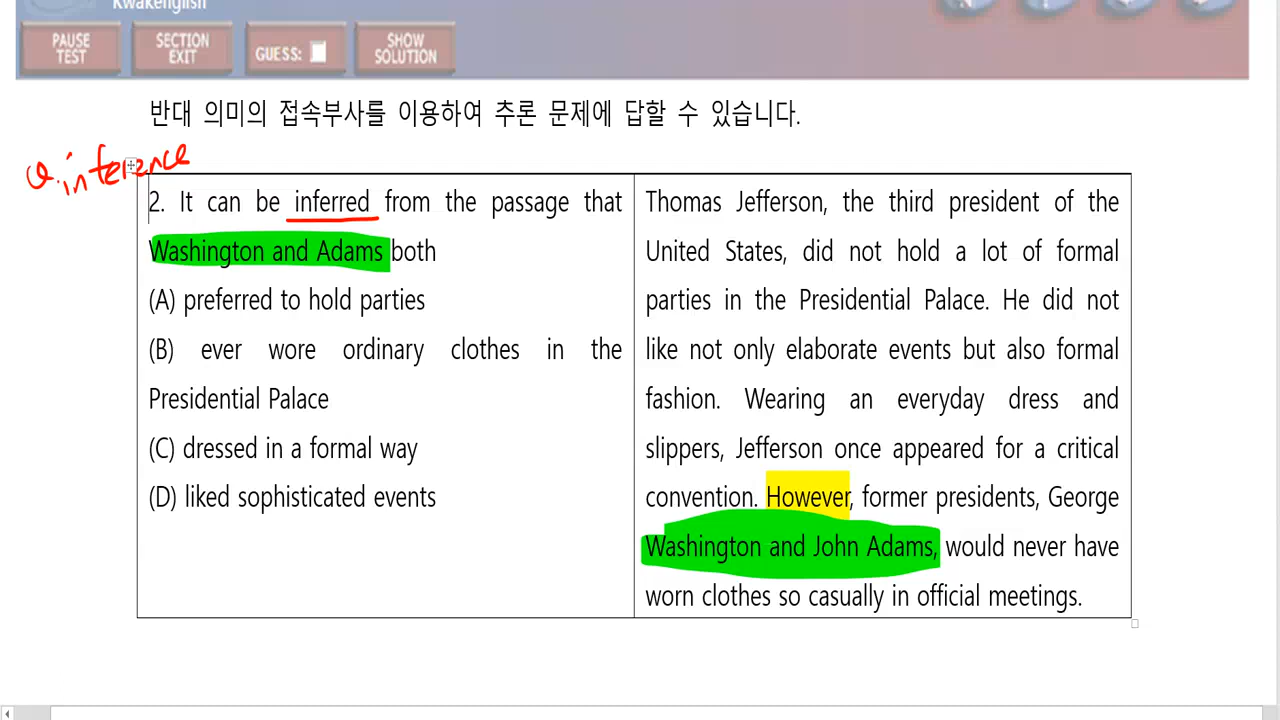 Kwakenglish
PAUSE
TEST
SECTION
EXIT
GUESS:
SHOW
SOLUTION
반대 의미의 접속부사를 이용하여 추론 문제에 답할 수 있습니다.
Q. inference
2. It can be inferred from the passage that
Washington and Adams both
(A) preferred to hold parties
(B) ever wore ordinary clothes in the
Presidential Palace
(C) dressed in a formal way
(D) liked sophisticated events
Thomas Jefferson, the third president of the
United States, did not hold a lot of formal
parties in the Presidential Palace. He did not
like not only elaborate events but also formal
fashion. Wearing an everyday dress and
slippers, Jefferson once appeared for a critical
convention. However, former presidents, George
Washington and John Adams, would never have
worn clothes so casually in official meetings.